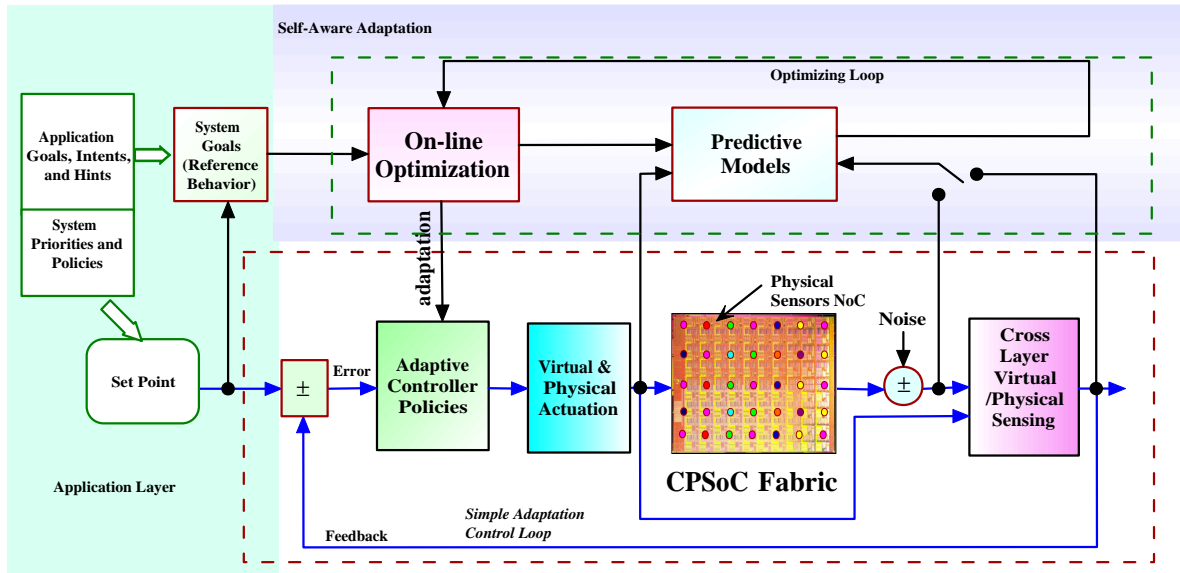 Self-Aware Adaptation
Optimizing Loop
Application
Goals, Intents,
and Hints
System
Goals
(Reference
Behavior)
On-line
Optimization
Predictive
Models
System
Priorities and
Policies
adaptation
Physical
Sensors NoC
Noise
Set Point
±
Error
Adaptive
Controller
Policies
Virtual &
Physical
Actuation
±
Cross
Layer
Virtual
/Physical
Sensing
CPSoC Fabric
Application Layer
Simple Adaptation
Control Loop
Feedback